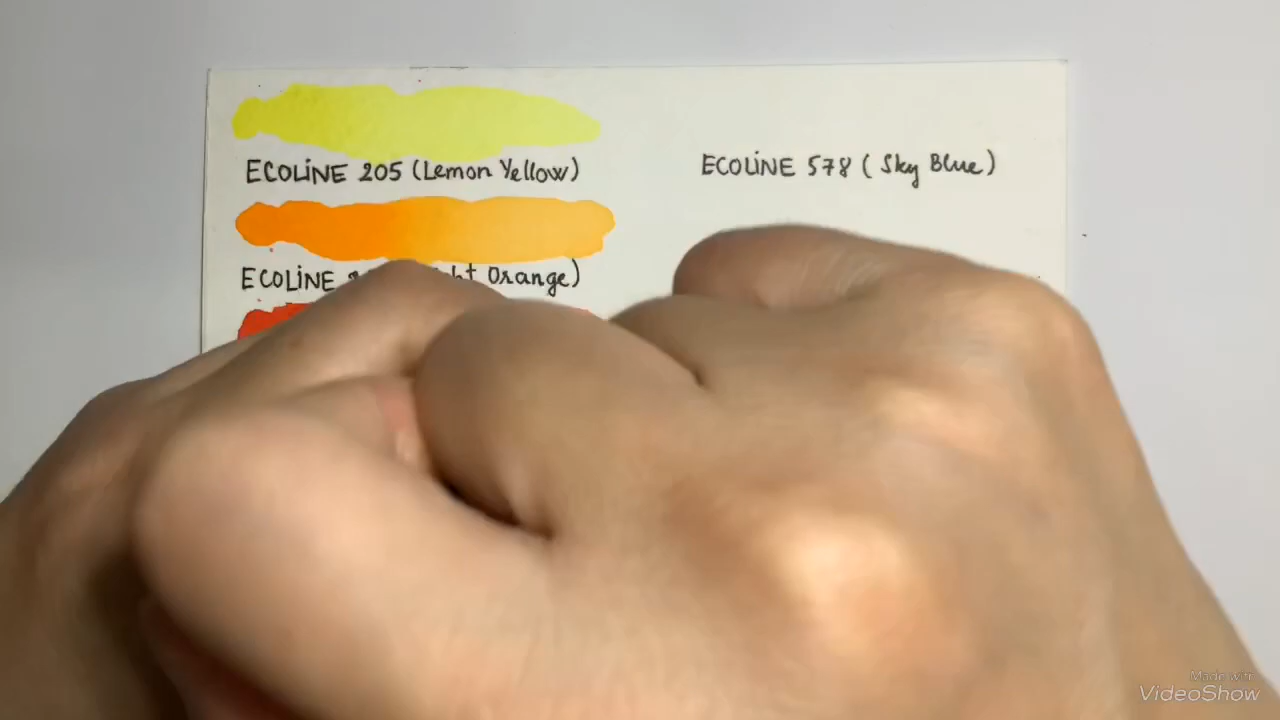 ECOLINE 205 (Lemon Yellow)
ECOLINE 578 (Sky Blue)
ECOLINE Orange)
Made with
VideoShow